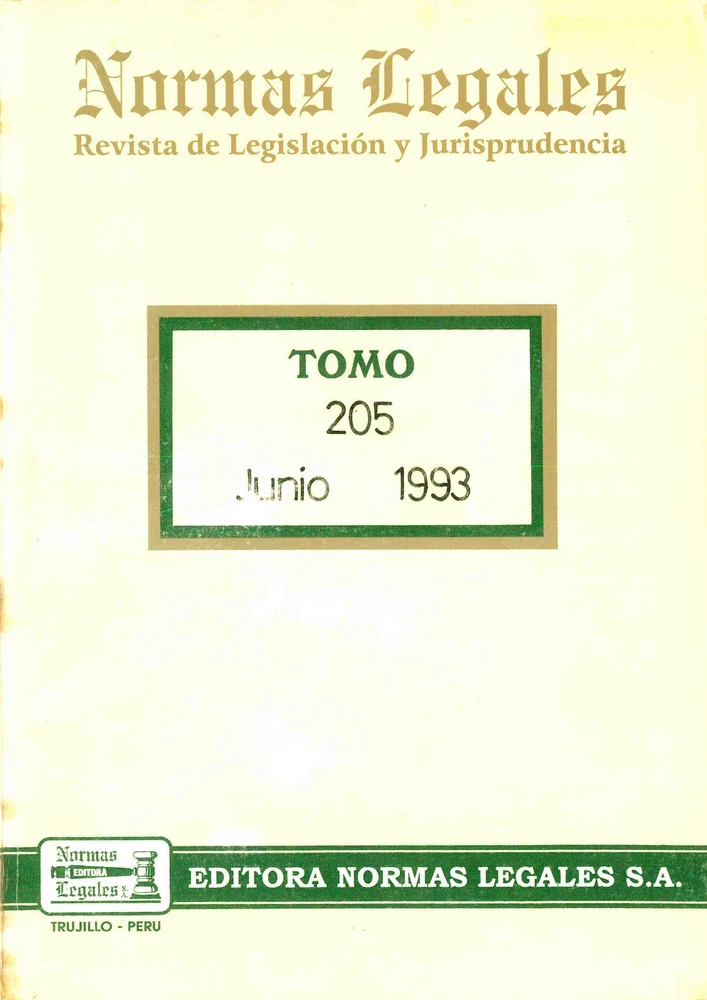 Normas Legales
Revista de Legislación y Jurisprudencia
TOMO
205
Junio 1993
Normas
EDITORA
Legales S.A.
EDITORA NORMAS LEGALES S.A.
TRUJILLO - PERU